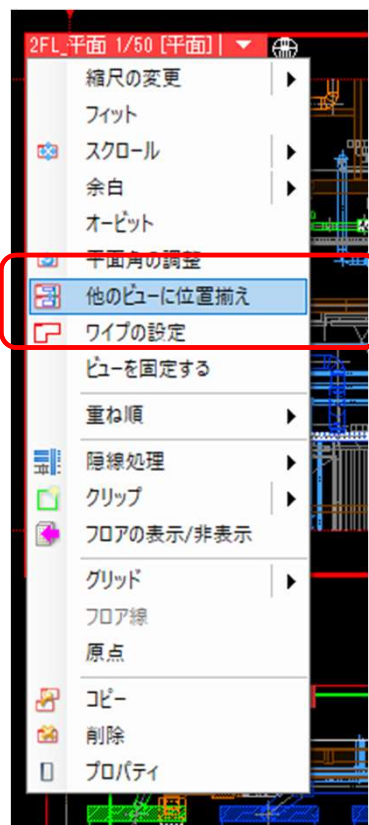 2FL_平面 1/50 [平面]
縮尺の変更
フィット
スクロール
余白
オービット
平面角の調整
他のビューに位置揃え
ワイプの設定
ビューを固定する
重ね順
隠線処理
クリップ
フロアの表示/非表示
グリッド
フロア線
原点
コピー
削除
プロパティ